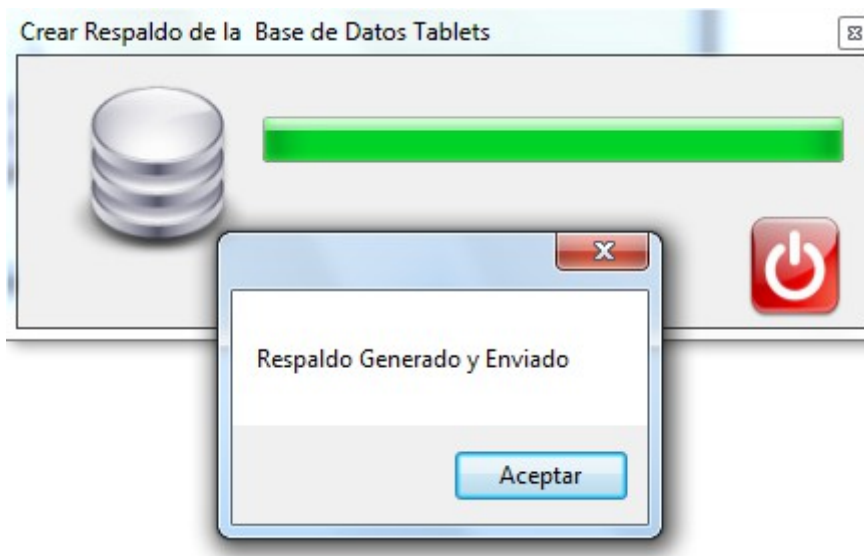 Crear Respaldo de la  Base de Datos Tablets
Respaldo Generado y Enviado
Aceptar